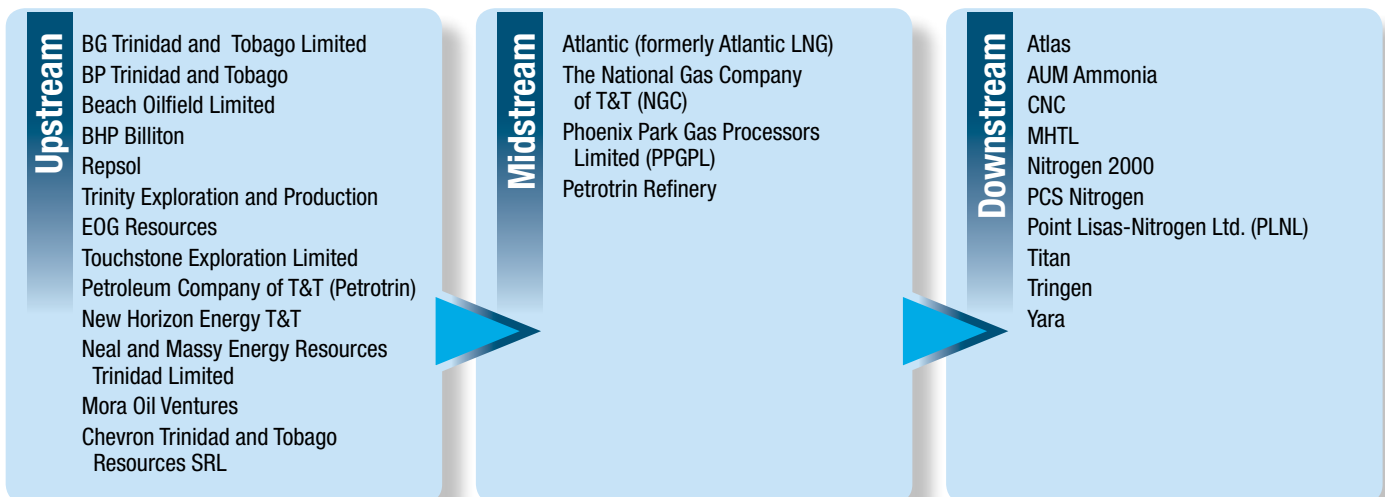 Upstream
BG Trinidad and Tobago Limited
BP Trinidad and Tobago
Beach Oilfield Limited
BHP Billiton
Repsol
Trinity Exploration and Production
EOG Resources
Touchstone Exploration Limited
Petroleum Company of T&T (Petrotrin)
New Horizon Energy T&T
Neal and Massy Energy Resources
Trinidad Limited
Mora Oil Ventures
Chevron Trinidad and Tobago
Resources SRL
Midstream
Atlantic (formerly Atlantic LNG)
The National Gas Company
of T&T (NGC)
Phoenix Park Gas Processors
Limited (PPGPL)
Petrotrin Refinery
Downstream
Atlas
AUM Ammonia
CNC
MHTL
Nitrogen 2000
PCS Nitrogen
Point Lisas-Nitrogen Ltd. (PLNL)
Titan
Tringen
Yara